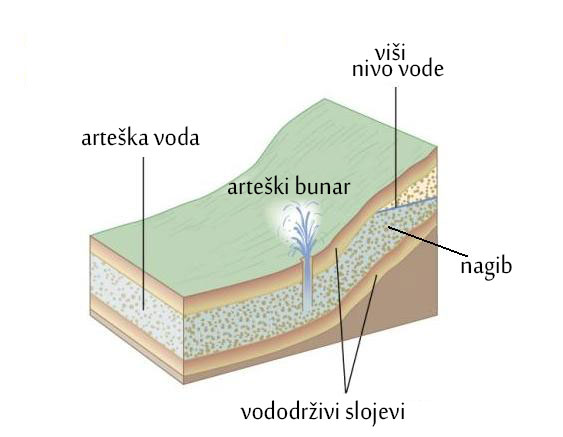 viši
nivo vode
arteška voda
arteški bunar
nagib
vododrživi slojevi